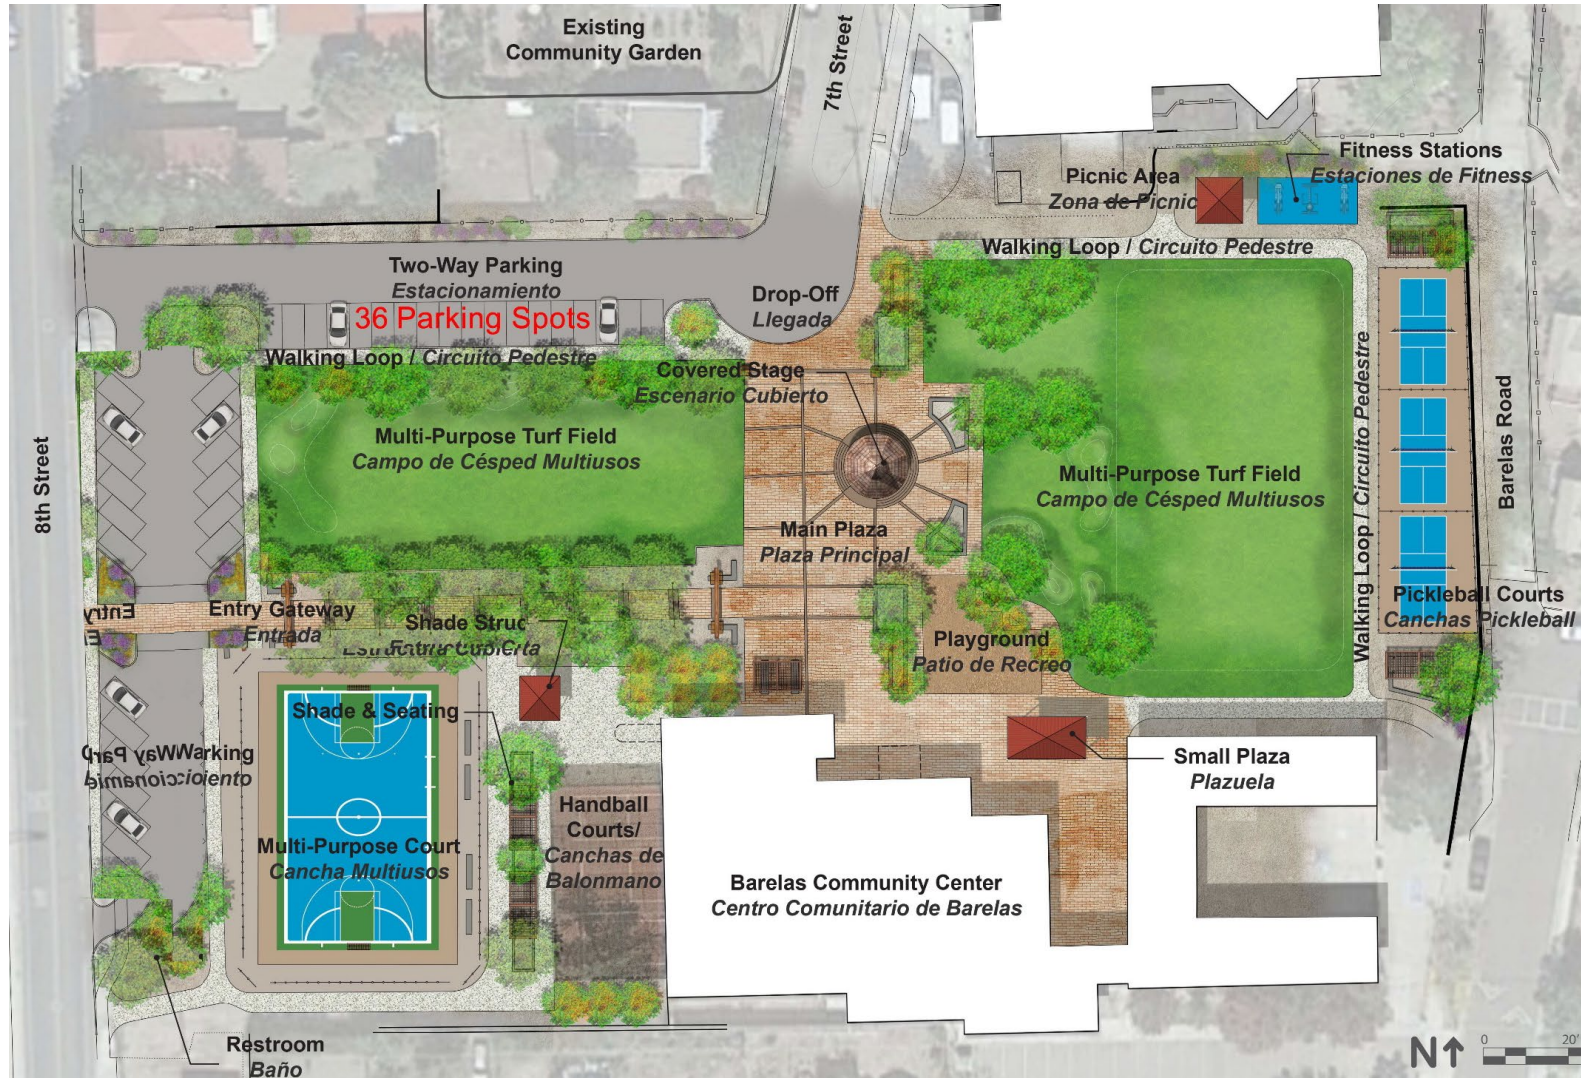 Existing
Community Garden
7th Street
Fitness Stations
Estaciones de Fitness
Picnic Area
Zona de Picnic
Walking Loop / Circuito Pedestre
Two-Way Parking
Estacionamiento
36 Parking Spots
Drop-Off
Llegada
Walking Loop / Circuito Pedestre
Covered Stage
Escenario Cubierto
Multi-Purpose Turf Field
Campo de Césped Multiusos
Multi-Purpose Turf Field
Campo de Césped Multiusos
8th Street
Walking Loop / Circuito Pedestre
Barelas Road
Main Plaza
Plaza Principal
Pickleball Courts
Canchas Pickleball
Entry
Entry Gateway
Entrada
Shade Struc
Playground
Patio de Recreo
Shade & Seating
Small Plaza
Plazuela
Handball
Courts/
Canchas de
Balonmano
Multi-Purpose Court
Cancha Multiusos
Barelas Community Center
Centro Comunitario de Barelas
Restroom
Baño
N
0 20'